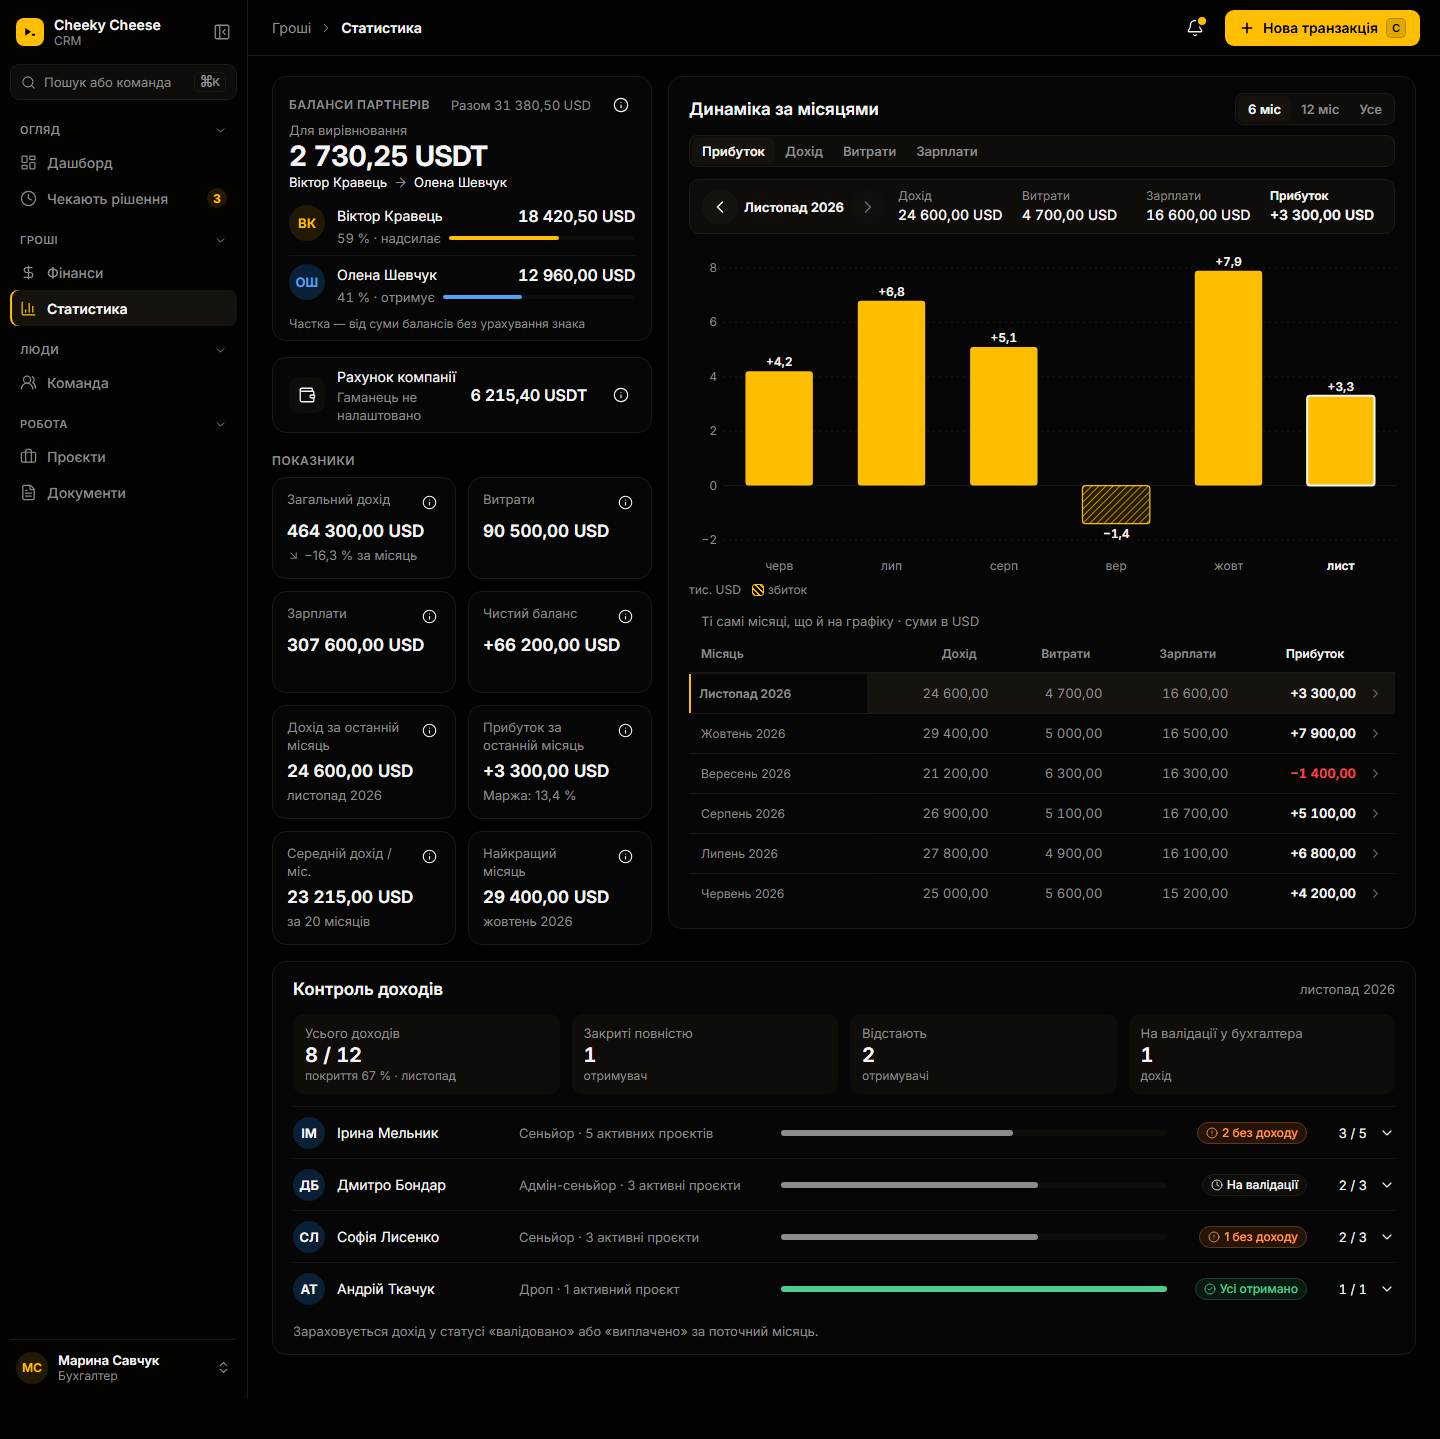 Cheeky Cheese
CRM
Пошук або команда ⌘K
ОГЛЯД
Дашборд
Чекають рішення 3
ГРОШІ
Фінанси
Статистика
ЛЮДИ
Команда
РОБОТА
Проєкти
Документи
МС Марина Савчук
Бухгалтер
Гроші > Статистика
+ Нова транзакція C
БАЛАНСИ ПАРТНЕРІВ Разом 31 380,50 USD
Для вирівнювання
2 730,25 USDT
Віктор Кравець → Олена Шевчук
ВК Віктор Кравець 18 420,50 USD
59 % · надсилає
ОШ Олена Шевчук 12 960,00 USD
41 % · отримує
Частка — від суми балансів без урахування знака
Рахунок компанії
Гаманець не
налаштовано
6 215,40 USDT
ПОКАЗНИКИ
Загальний дохід
464 300,00 USD
↘ −16,3 % за місяць
Витрати
90 500,00 USD
Зарплати
307 600,00 USD
Чистий баланс
+66 200,00 USD
Дохід за останній
місяць
24 600,00 USD
листопад 2026
Прибуток за
останній місяць
+3 300,00 USD
Маржа: 13,4 %
Середній дохід /
міс.
23 215,00 USD
за 20 місяців
Найкращий
місяць
29 400,00 USD
жовтень 2026
Динаміка за місяцями
6 міс 12 міс Усе
Прибуток Дохід Витрати Зарплати
Листопад 2026
Дохід
24 600,00 USD
Витрати
4 700,00 USD
Зарплати
16 600,00 USD
Прибуток
+3 300,00 USD
8
6
4
2
0
−2
+4,2
+6,8
+5,1
−1,4
+7,9
+3,3
черв лип серп вер жовт лист
тис. USD збиток
Ті самі місяці, що й на графіку · суми в USD
Місяць Дохід Витрати Зарплати Прибуток
Листопад 2026 24 600,00 4 700,00 16 600,00 +3 300,00
Жовтень 2026 29 400,00 5 000,00 16 500,00 +7 900,00
Вересень 2026 21 200,00 6 300,00 16 300,00 −1 400,00
Серпень 2026 26 900,00 5 100,00 16 700,00 +5 100,00
Липень 2026 27 800,00 4 900,00 16 100,00 +6 800,00
Червень 2026 25 000,00 5 600,00 15 200,00 +4 200,00
Контроль доходів листопад 2026
Усього доходів
8 / 12
покриття 67 % · листопад
Закриті повністю
1
отримувач
Відстають
2
отримувачі
На валідації у бухгалтера
1
дохід
ІМ Ірина Мельник Сеньйор · 5 активних проєктів 2 без доходу 3 / 5
ДБ Дмитро Бондар Адмін-сеньйор · 3 активні проєкти На валідації 2 / 3
СЛ Софія Лисенко Сеньйор · 3 активні проєкти 1 без доходу 2 / 3
АТ Андрій Ткачук Дроп · 1 активний проєкт Усі отримано 1 / 1
Зараховується дохід у статусі «валідовано» або «виплачено» за поточний місяць.